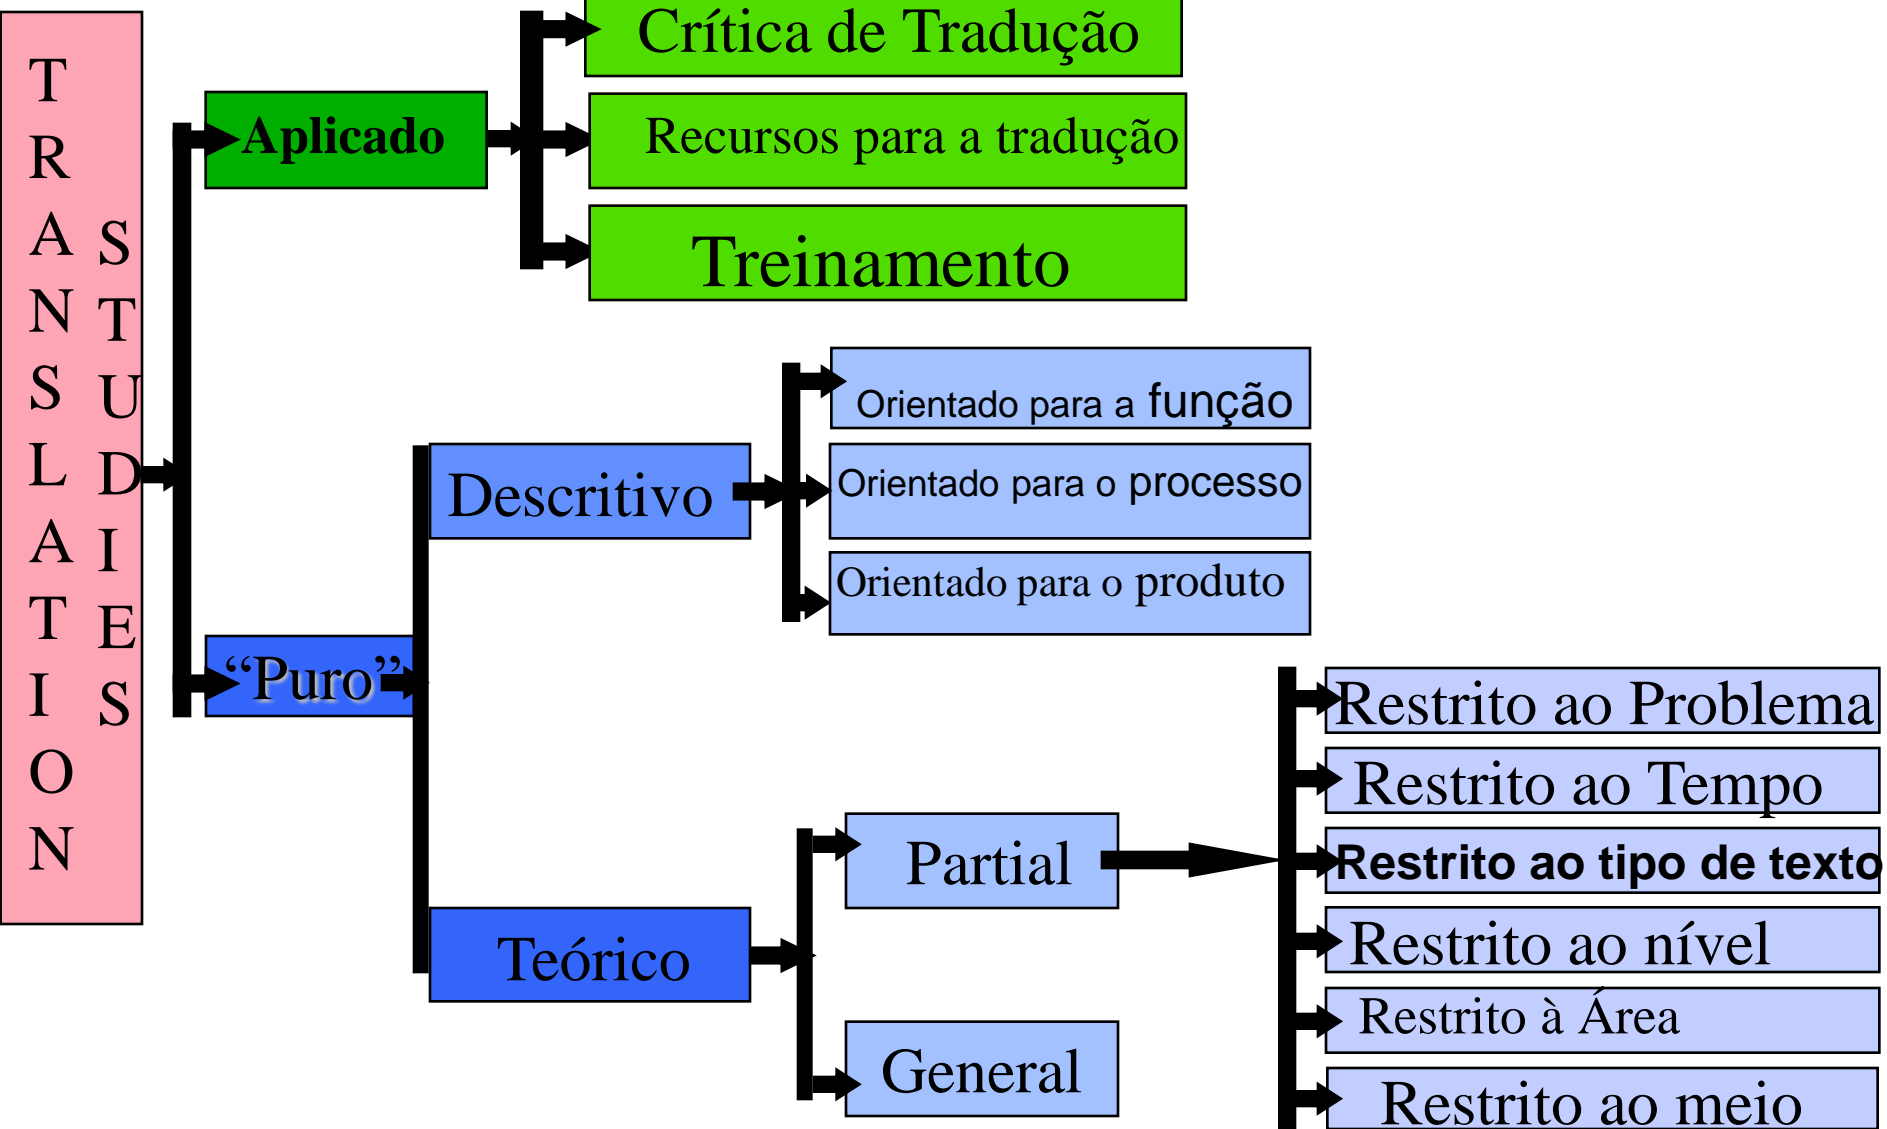 TRANSLATION
STUDIES
Aplicado
Crítica de Tradução
Recursos para a tradução
Treinamento
“Puro”
Descritivo
Orientado para a função
Orientado para o processo
Orientado para o produto
Teórico
Partial
General
Restrito ao Problema
Restrito ao Tempo
Restrito ao tipo de texto
Restrito ao nível
Restrito à Área
Restrito ao meio